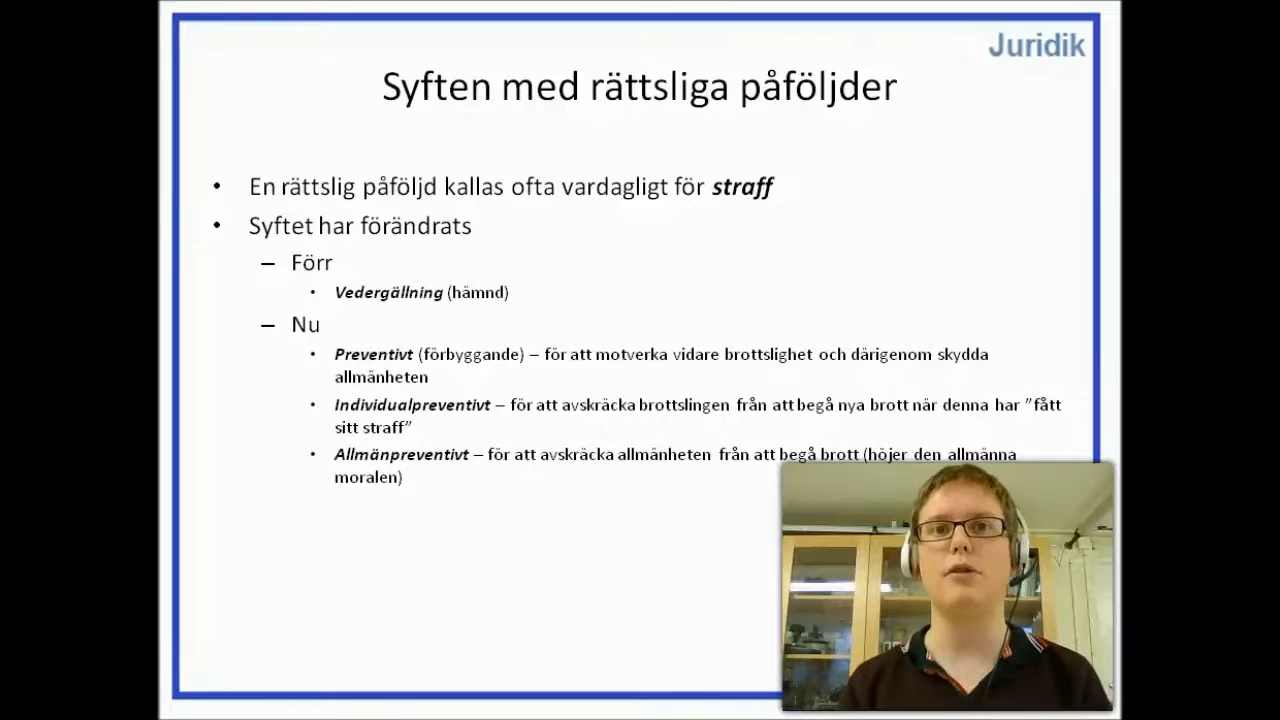 Juridik
Syften med rättsliga påföljder
• En rättslig påföljd kallas ofta vardagligt för straff
• Syftet har förändrats
– Förr
• Vedergällning (hämnd)
– Nu
• Preventivt (förbyggande) – för att motverka vidare brottslighet och därigenom skydda
allmänheten
• Individualpreventivt – för att avskräcka brottslingen från att begå nya brott när denna har ”fått
sitt straff”
• Allmänpreventivt – för att avskräcka allmänheten från att begå brott (höjer den allmänna
moralen)